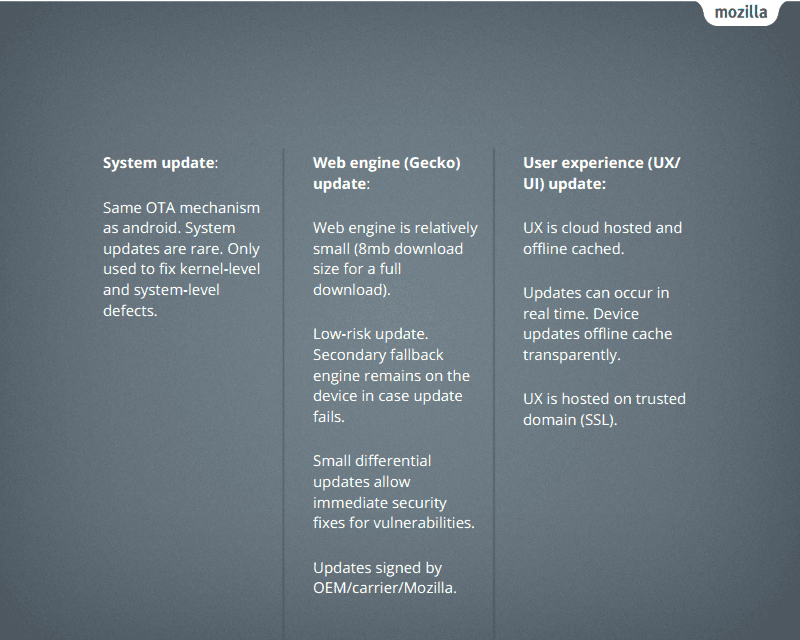 mozilla
System update:
Same OTA mechanism
as android. System
updates are rare. Only
used to fix kernel-level
and system-level
defects.
Web engine (Gecko)
update:
Web engine is relatively
small (8mb download
size for a full
download).
Low-risk update.
Secondary fallback
engine remains on the
device in case update
fails.
Small differential
updates allow
immediate security
fixes for vulnerabilities.
Updates signed by
OEM/carrier/Mozilla.
User experience (UX/
UI) update:
UX is cloud hosted and
offline cached.
Updates can occur in
real time. Device
updates offline cache
transparently.
UX is hosted on trusted
domain (SSL).